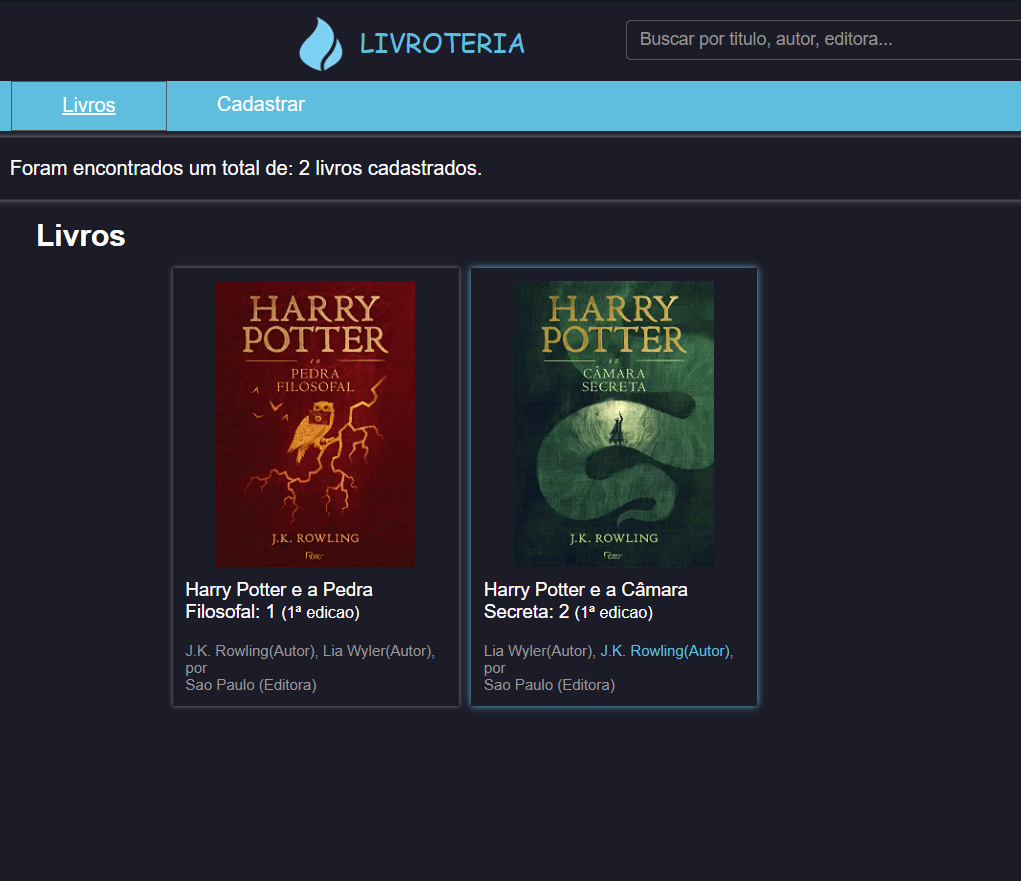 LIVROTERIA
Buscar por titulo, autor, editora...
Livros
Cadastrar
Foram encontrados um total de: 2 livros cadastrados.
Livros
HARRY
POTTER
e a
PEDRA
FILOSOFAL
J.K. ROWLING
Harry Potter e a Pedra
Filosofal: 1 (1ª edicao)
J.K. Rowling(Autor), Lia Wyler(Autor),
por
Sao Paulo (Editora)
HARRY
POTTER
e a
CÂMARA
SECRETA
J.K. ROWLING
Harry Potter e a Câmara
Secreta: 2 (1ª edicao)
Lia Wyler(Autor), J.K. Rowling(Autor),
por
Sao Paulo (Editora)